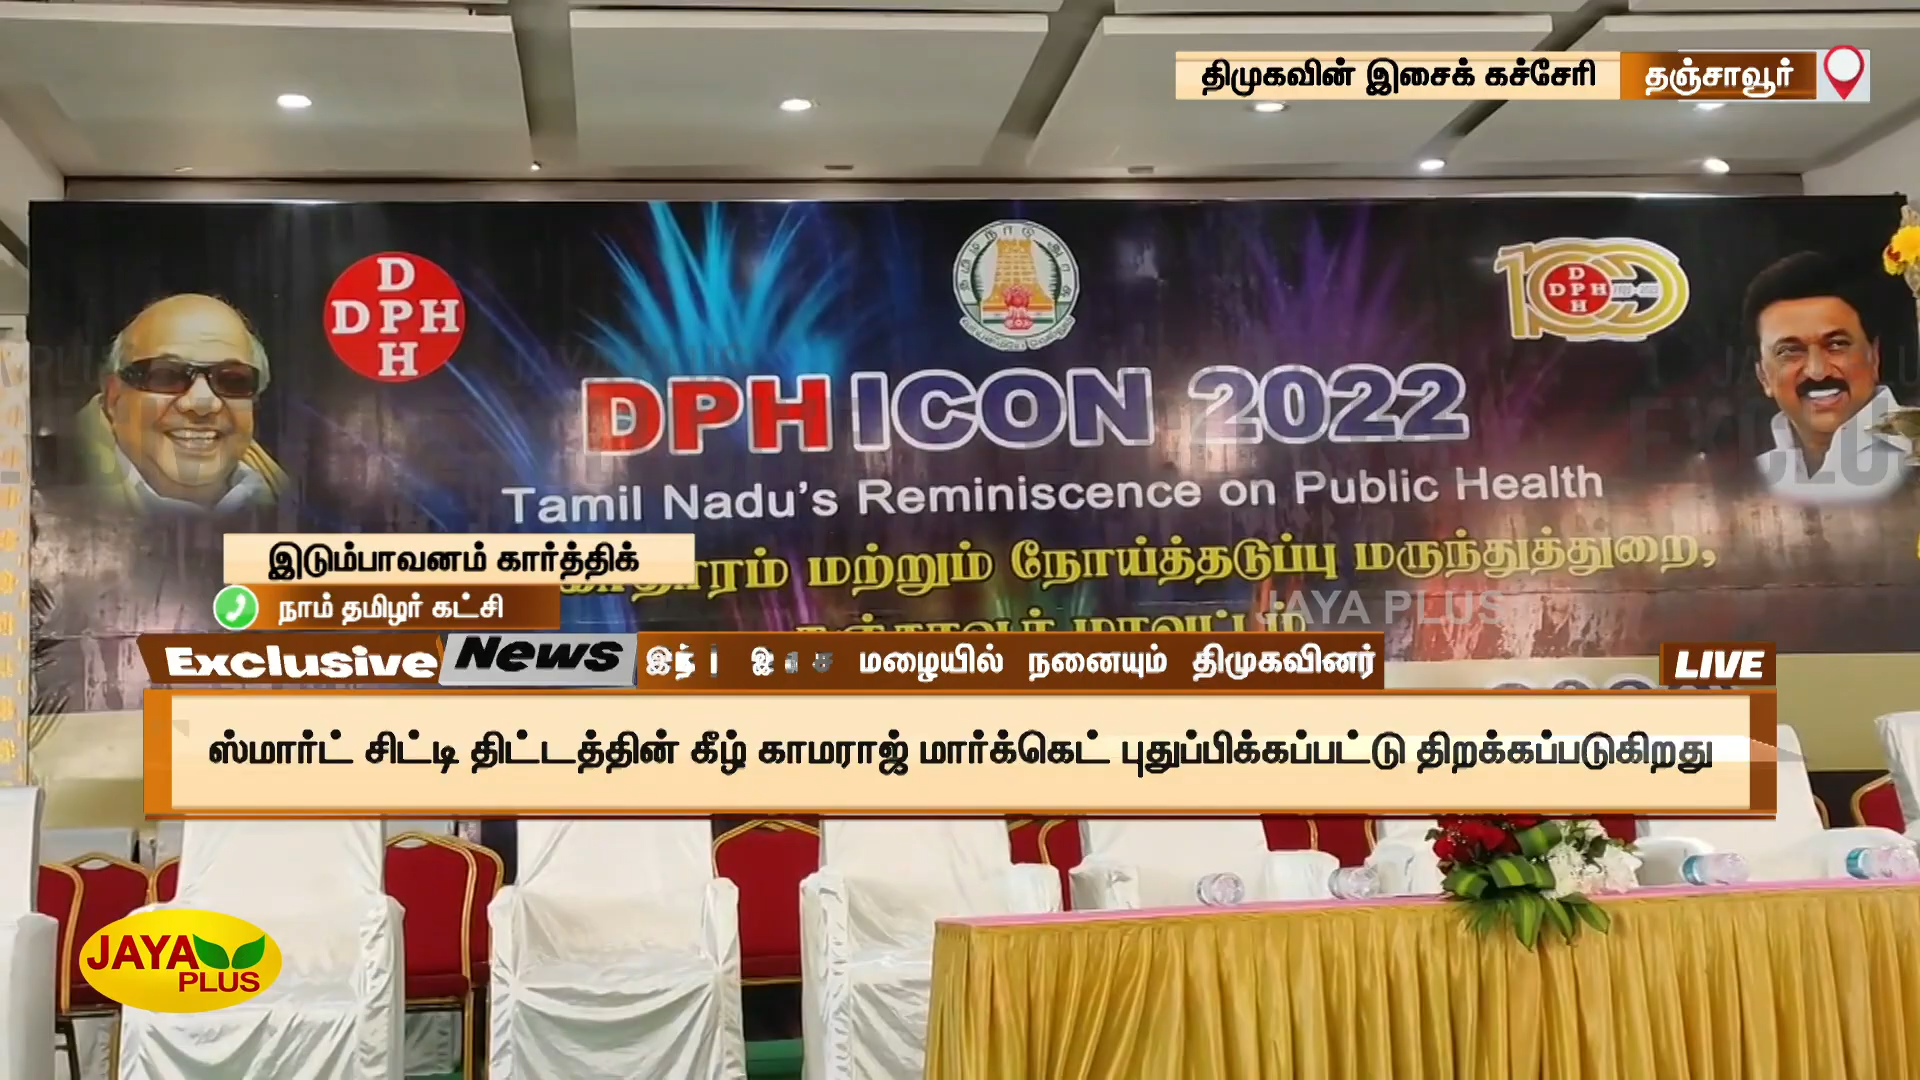 திமுகவின் இசைக் கச்சேரி தஞ்சாவூர்
D
DPH
H
தமிழ்நாடு அரசு
100
D
DPH
H
DPH ICON 2022
Tamil Nadu's Reminiscence on Public Health
மற்றும் நோய்த்தடுப்பு மருந்துத்துறை,
இடும்பாவனம் கார்த்திக்
நாம் தமிழர் கட்சி
JAYA PLUS
Exclusive News மழையில் நனையும் திமுகவினர் LIVE
ஸ்மார்ட் சிட்டி திட்டத்தின் கீழ் காமராஜ் மார்க்கெட் புதுப்பிக்கப்பட்டு திறக்கப்படுகிறது
JAYA
PLUS